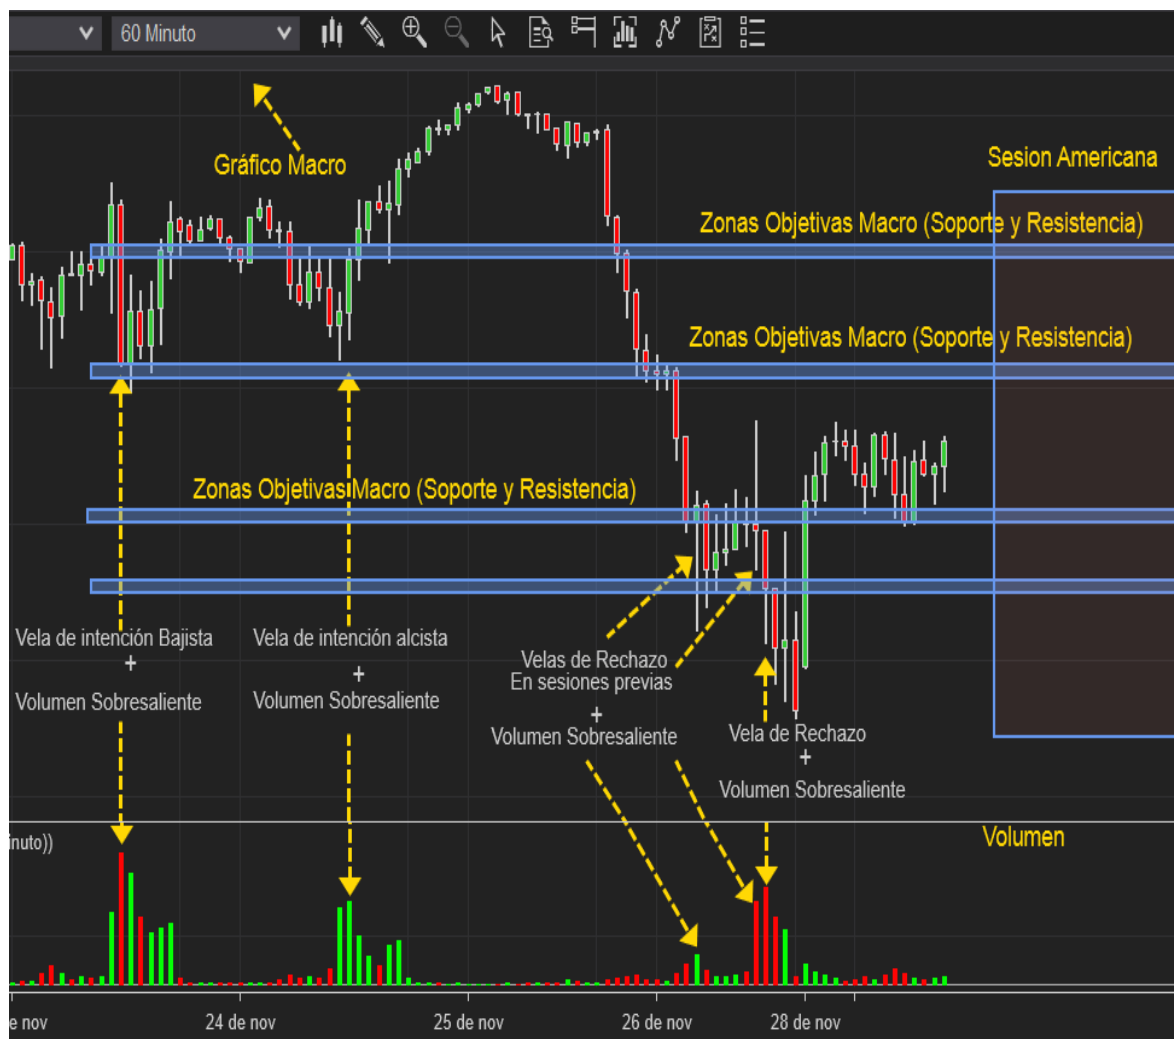 60 Minuto
Gráfico Macro
Sesion Americana
Zonas Objetivas Macro (Soporte y Resistencia)
Zonas Objetivas Macro (Soporte y Resistencia)
Zonas Objetivas Macro (Soporte y Resistencia)
Vela de intención Bajista
+
Volumen Sobresaliente
Vela de intención alcista
+
Volumen Sobresaliente
Velas de Rechazo
En sesiones previas
+
Volumen Sobresaliente
Vela de Rechazo
+
Volumen Sobresaliente
inuto))
Volumen
e nov
24 de nov
25 de nov
26 de nov
28 de nov